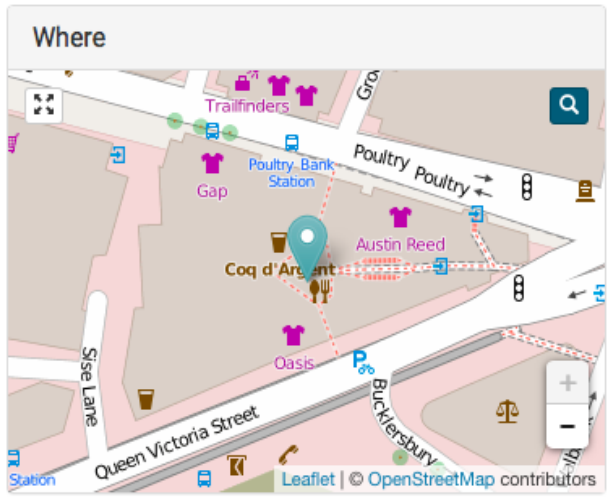 Where
Trailfinders
Gro
Poultry
Poultry
Poultry Bank
Station
Gap
Austin Reed
Coq d'Argent
Oasis
Sise Lane
Queen Victoria Street
Bucklersbury
Station
+
−
Leaflet | © OpenStreetMap contributors